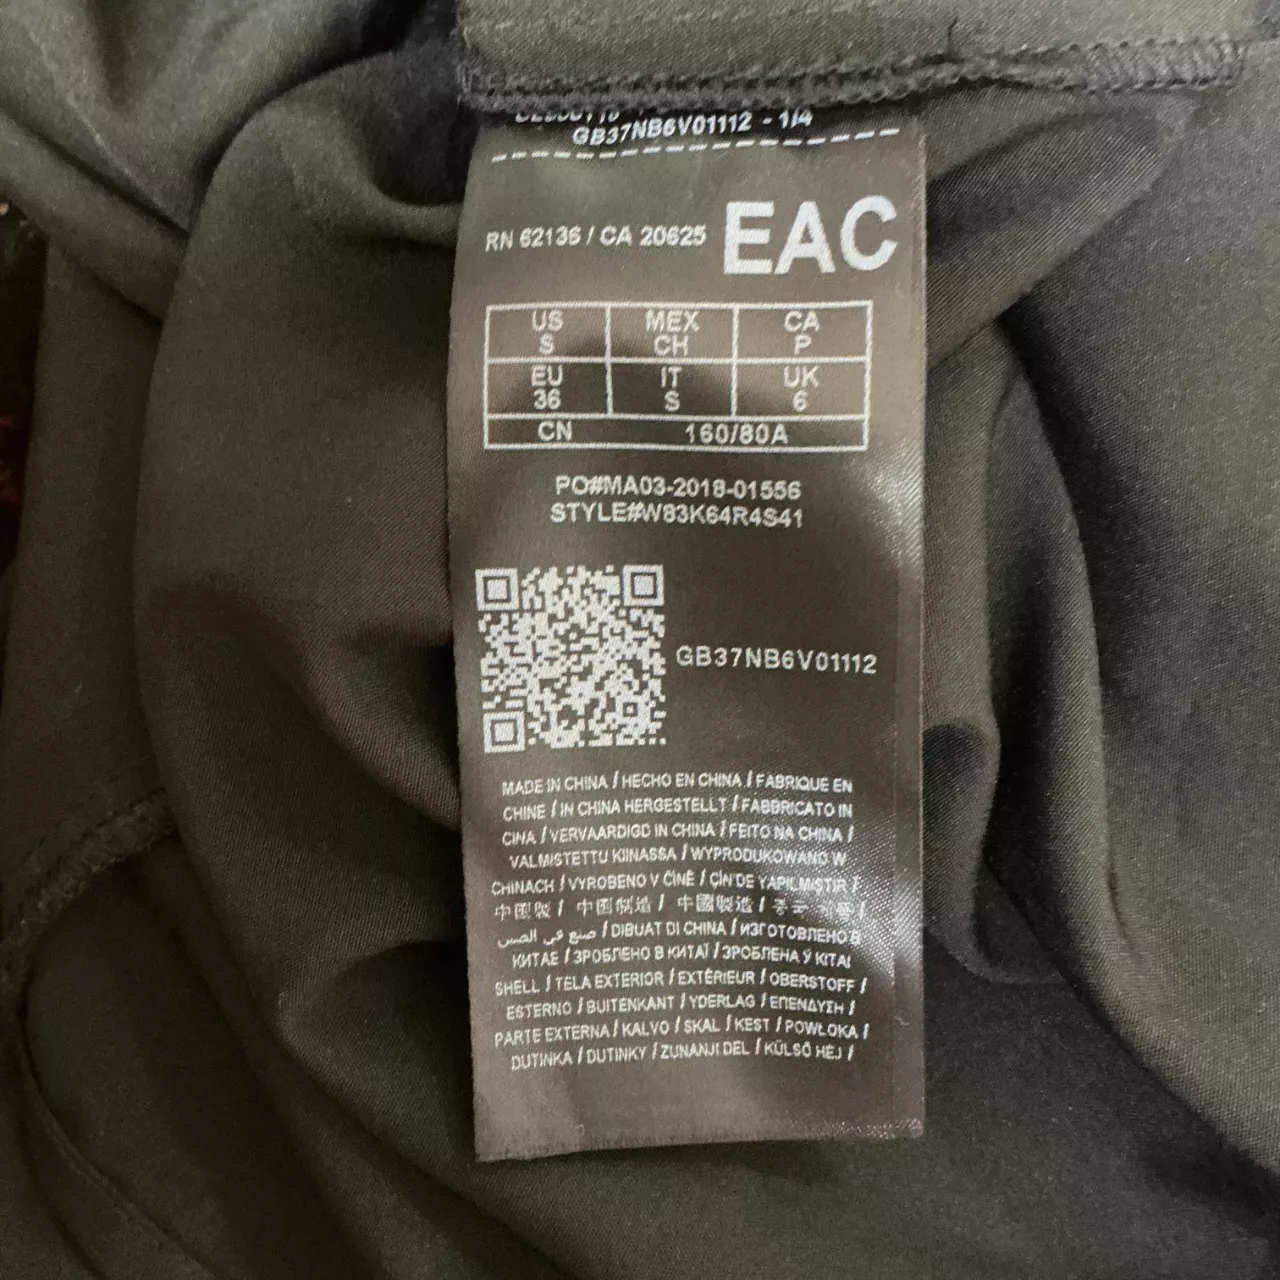 GB37NB6V01112 - 1/4
RN 62136 / CA 20625 EAC
US MEX CA
S CH P
EU IT UK
36 S 6
CN 160/80A
PO#MA03-2018-01556
STYLE#W83K64R4S41
GB37NB6V01112
MADE IN CHINA / HECHO EN CHINA / FABRIQUE EN
CHINE / IN CHINA HERGESTELLT / FABBRICATO IN
CINA / VERVAARDIGD IN CHINA / FEITO NA CHINA /
VALMISTETTU KIINASSA / WYPRODUKOWANO W
CHINACH / VYROBENO V ČÍNĚ / ÇİN'DE YAPILMIŞTIR /
中国製 / 中国制造 / 中國製造 /
صنع في الصين / DIBUAT DI CHINA / ИЗГОТОВЛЕНО В
КИТАЕ / ЗРОБЛЕНО В КИТАЇ / ЗРОБЛЕНА Ў КІТАІ
SHELL / TELA EXTERIOR / EXTÉRIEUR / OBERSTOFF /
ESTERNO / BUITENKANT / YDERLAG / ΕΠΕΝΔΥΣΗ /
PARTE EXTERNA / KALVO / SKAL / KEST / POWŁOKA /
DUTINKA / DUTINKY / ZUNANJI DEL / KÜLSŐ HÉJ /